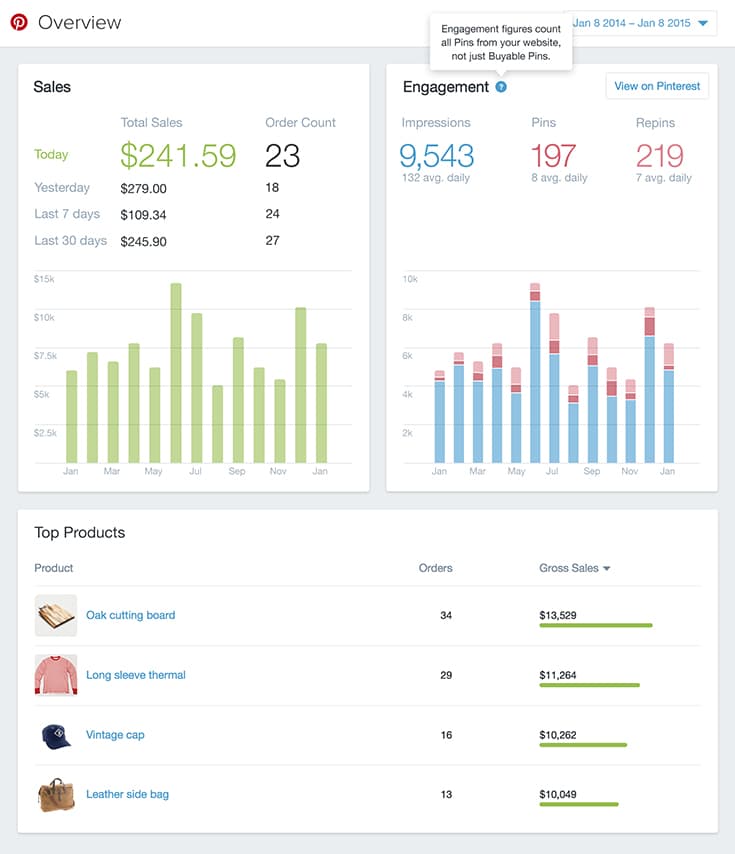 Overview
Engagement figures count
all Pins from your website,
not just Buyable Pins.
Jan 8 2014 – Jan 8 2015
Sales
Total Sales Order Count
Today $241.59 23
Yesterday $279.00 18
Last 7 days $109.34 24
Last 30 days $245.90 27
$15k
$10k
$7.5k
$5k
$2.5k
Jan Mar May Jul Sep Nov Jan
Engagement ?
View on Pinterest
Impressions Pins Repins
9,543 197 219
132 avg. daily 8 avg. daily 7 avg. daily
10k
8k
6k
4k
2k
Jan Mar May Jul Sep Nov Jan
Top Products
Product Orders Gross Sales
Oak cutting board 34 $13,529
Long sleeve thermal 29 $11,264
Vintage cap 16 $10,262
Leather side bag 13 $10,049